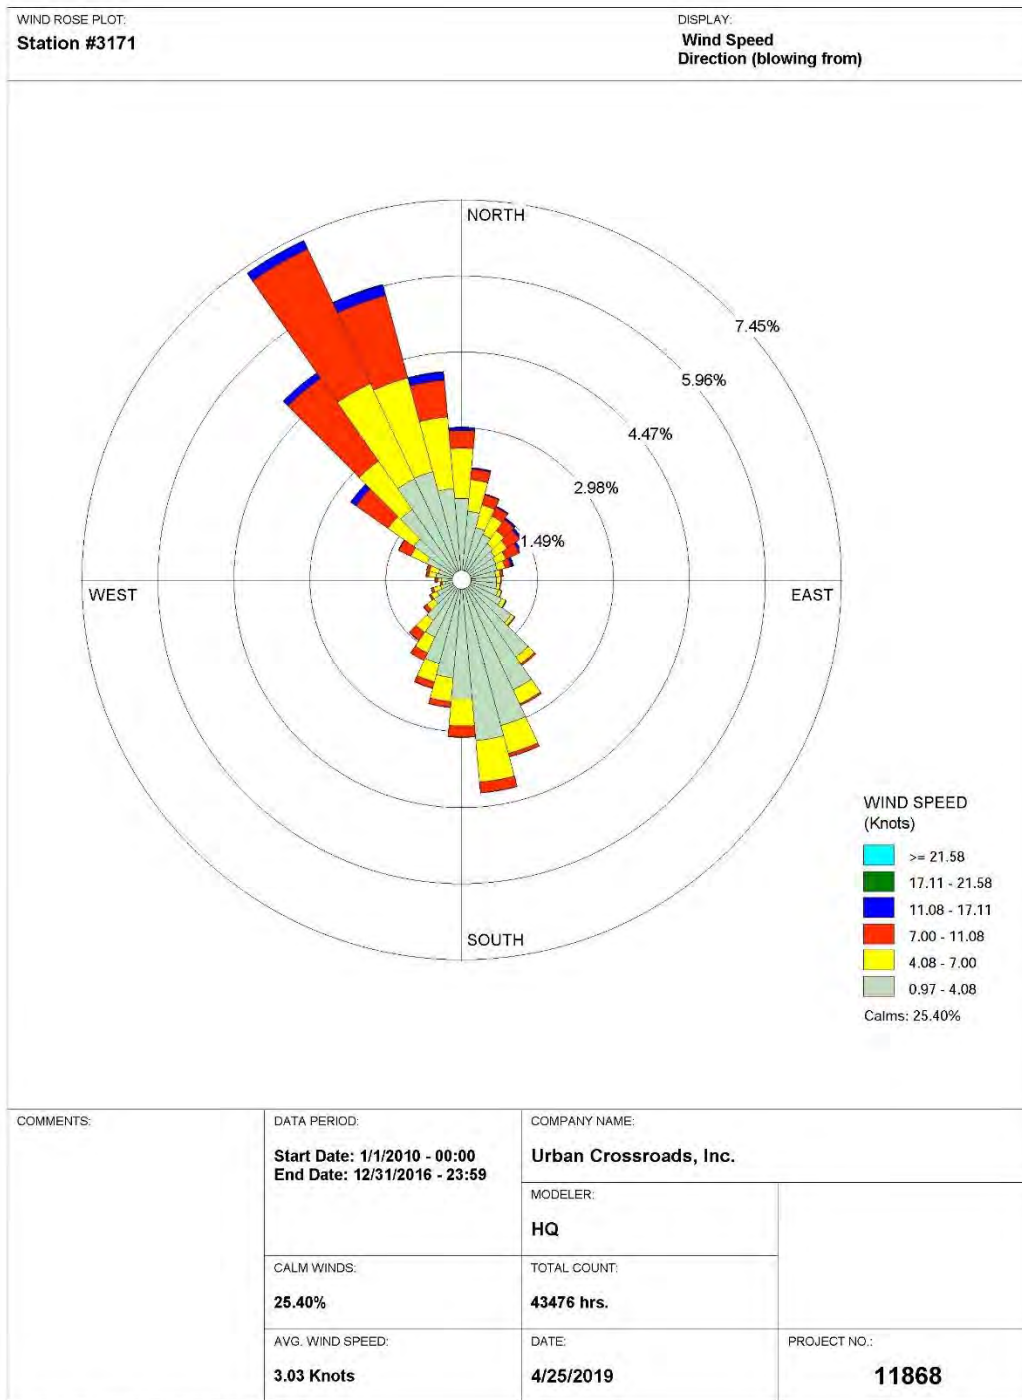 WIND ROSE PLOT:
Station #3171
DISPLAY:
Wind Speed
Direction (blowing from)
NORTH
7.45%
5.96%
4.47%
2.98%
1.49%
WEST
EAST
SOUTH
WIND SPEED
(Knots)
>= 21.58
17.11 - 21.58
11.08 - 17.11
7.00 - 11.08
4.08 - 7.00
0.97 - 4.08
Calms: 25.40%
COMMENTS:
DATA PERIOD:
Start Date: 1/1/2010 - 00:00
End Date: 12/31/2016 - 23:59
COMPANY NAME:
Urban Crossroads, Inc.
MODELER:
HQ
CALM WINDS:
25.40%
TOTAL COUNT:
43476 hrs.
AVG. WIND SPEED:
3.03 Knots
DATE:
4/25/2019
PROJECT NO.:
11868